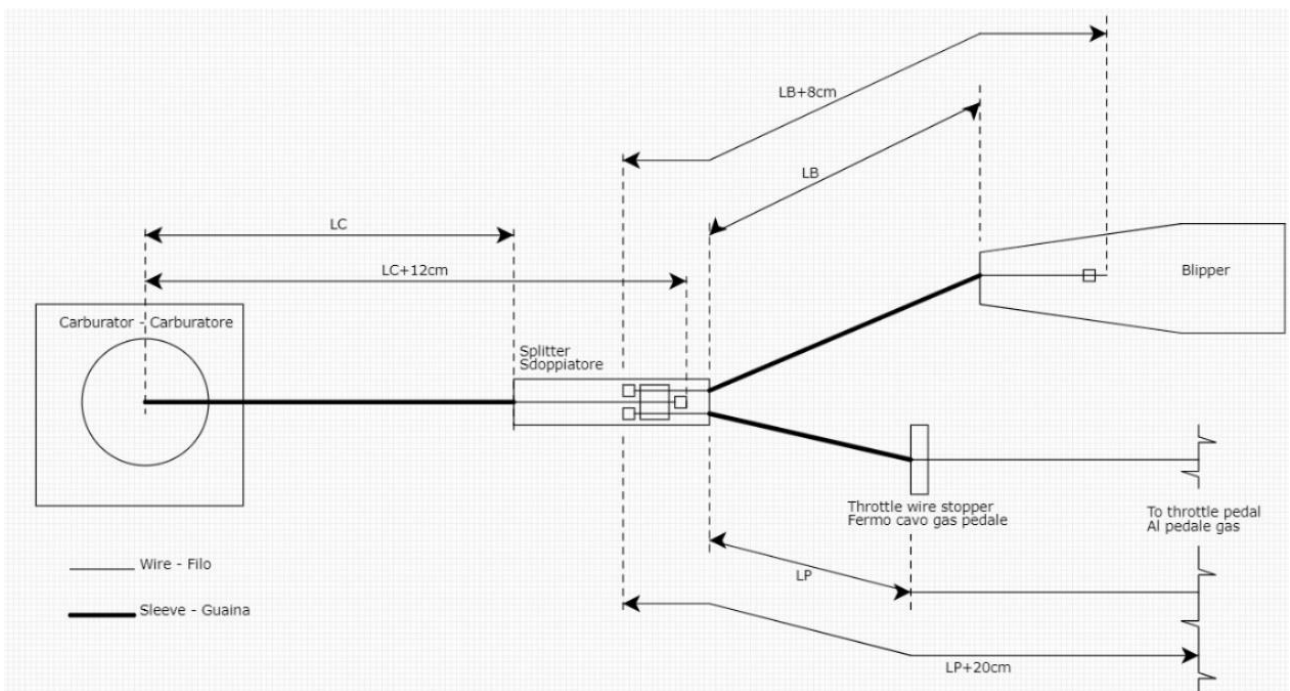 LB+8cm
LB
LC
LC+12cm
Blipper
Carburator - Carburatore
Splitter
Sdoppiatore
Throttle wire stopper
Fermo cavo gas pedale
To throttle pedal
Al pedale gas
Wire - Filo
LP
Sleeve - Guaina
LP+20cm